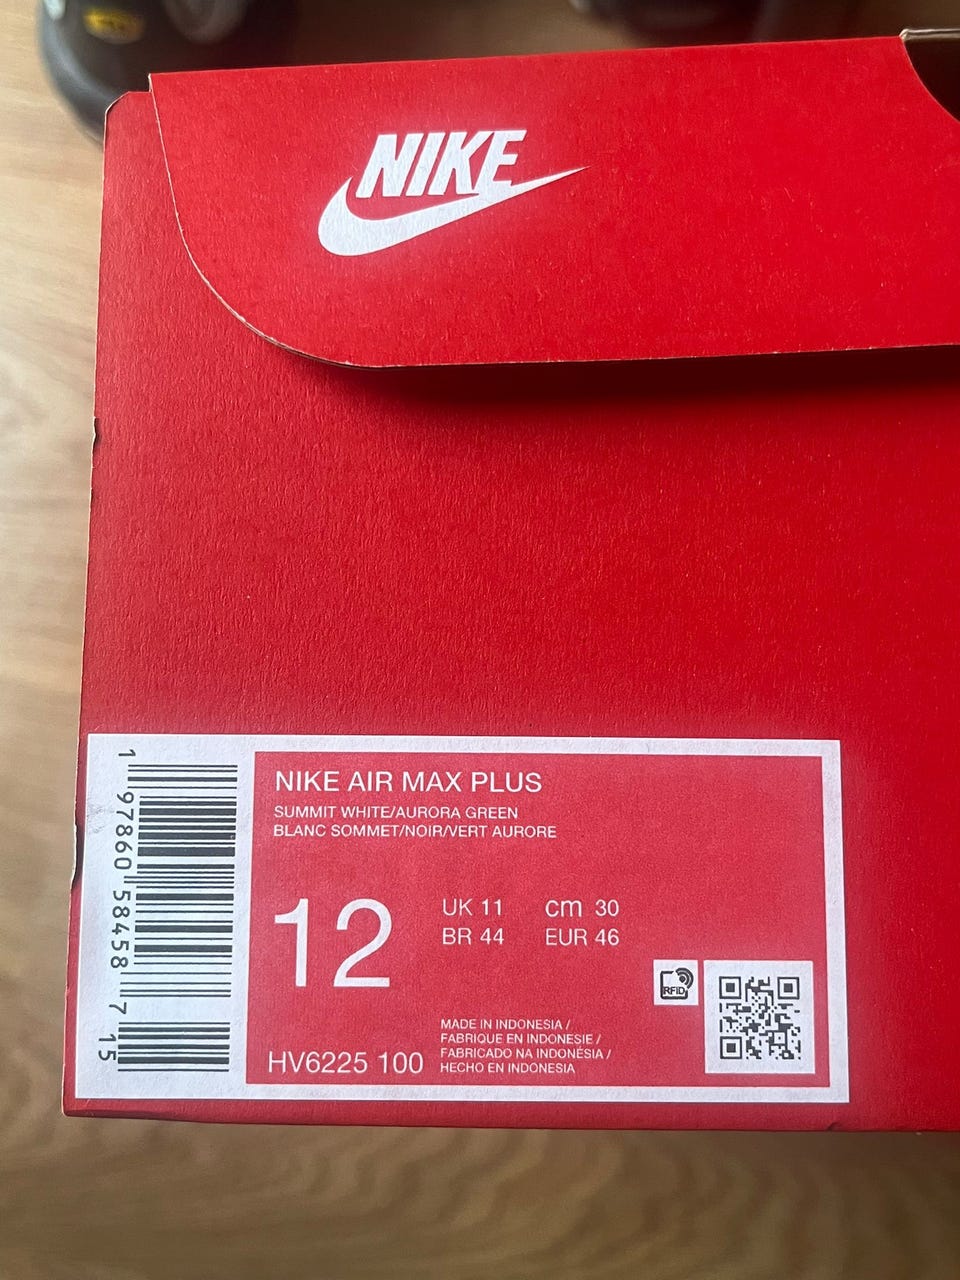 NIKE
NIKE AIR MAX PLUS
SUMMIT WHITE/AURORA GREEN
BLANC SOMMET/NOIR/VERT AURORE
12
UK 11 cm 30
BR 44 EUR 46
RFID
MADE IN INDONESIA /
FABRIQUE EN INDONESIE /
FABRICADO NA INDONÉSIA /
HECHO EN INDONESIA
HV6225 100
1 97860 58458 7 15